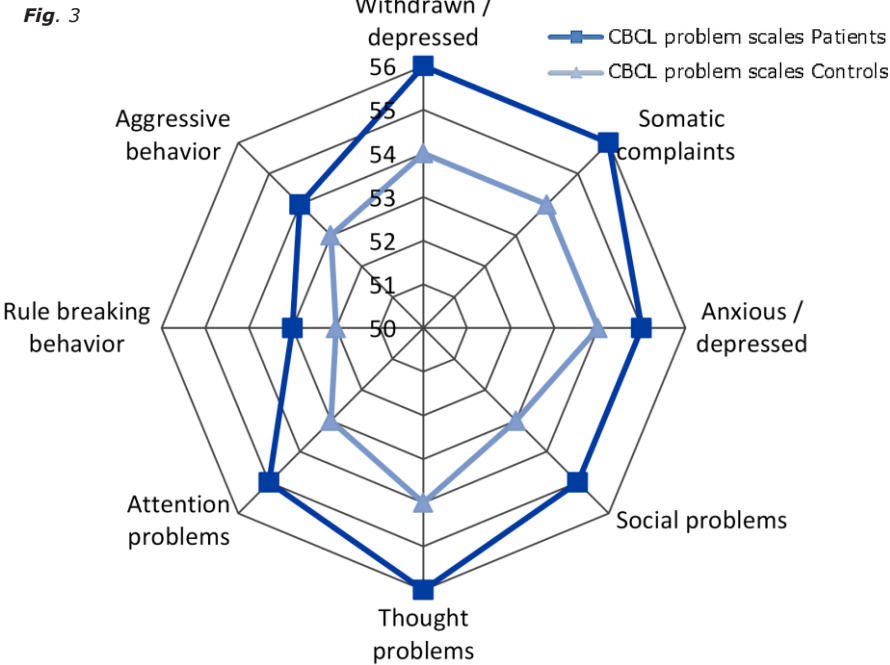 Fig. 3
Withdrawn /
depressed
CBCL problem scales Patients
CBCL problem scales Controls
56
55
54
53
52
51
50
Aggressive
behavior
Somatic
complaints
Rule breaking
behavior
Anxious /
depressed
Attention
problems
Social problems
Thought
problems